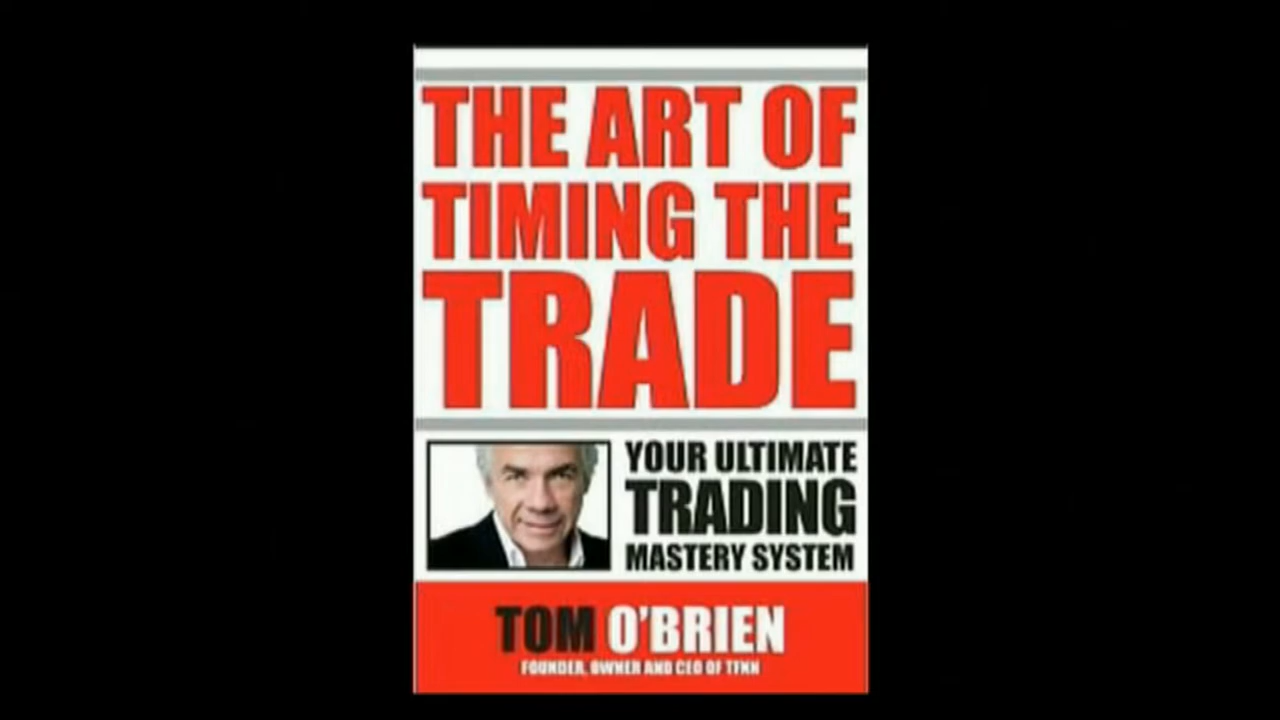 THE ART OF
TIMING THE
TRADE
YOUR ULTIMATE
TRADING
MASTERY SYSTEM
TOM O'BRIEN
FOUNDER, OWNER AND CEO OF TFNN